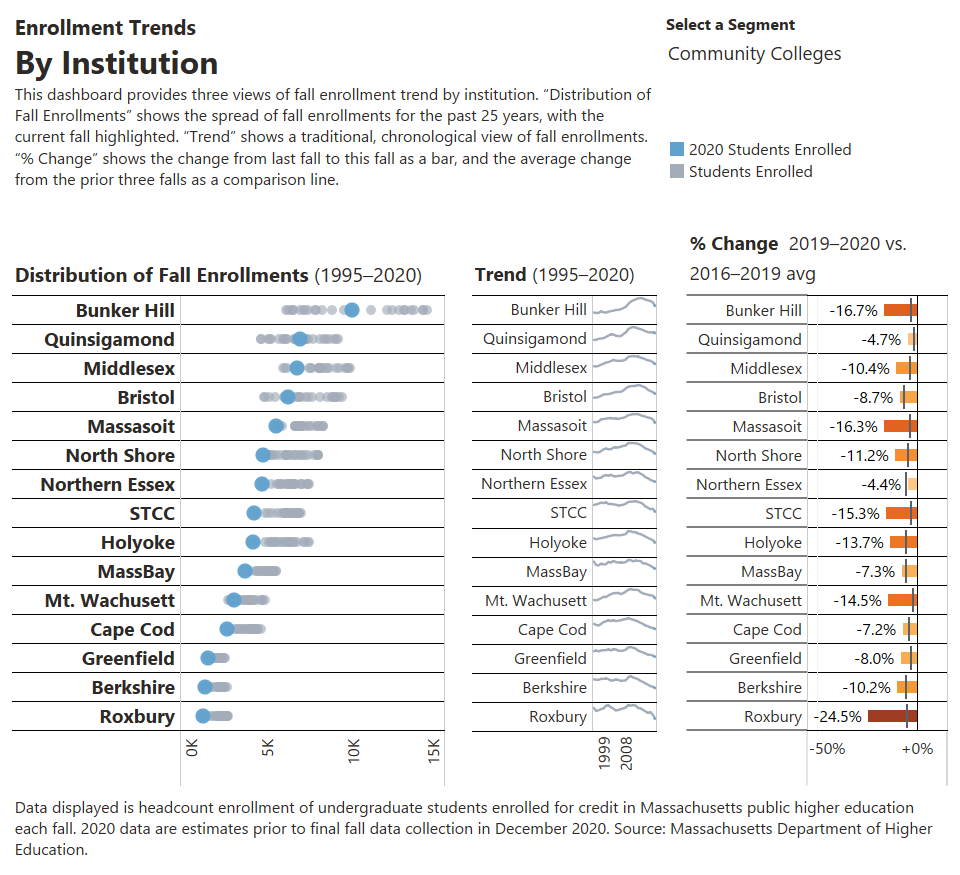 Enrollment Trends
By Institution
This dashboard provides three views of fall enrollment trend by institution. “Distribution of
Fall Enrollments” shows the spread of fall enrollments for the past 25 years, with the
current fall highlighted. “Trend” shows a traditional, chronological view of fall enrollments.
“% Change” shows the change from last fall to this fall as a bar, and the average change
from the prior three falls as a comparison line.
Select a Segment
Community Colleges
2020 Students Enrolled
Students Enrolled
Distribution of Fall Enrollments (1995–2020)
Bunker Hill
Quinsigamond
Middlesex
Bristol
Massasoit
North Shore
Northern Essex
STCC
Holyoke
MassBay
Mt. Wachusett
Cape Cod
Greenfield
Berkshire
Roxbury
0K
5K
10K
15K
Trend (1995–2020)
Bunker Hill
Quinsigamond
Middlesex
Bristol
Massasoit
North Shore
Northern Essex
STCC
Holyoke
MassBay
Mt. Wachusett
Cape Cod
Greenfield
Berkshire
Roxbury
1999
2008
% Change 2019–2020 vs.
2016–2019 avg
Bunker Hill -16.7%
Quinsigamond -4.7%
Middlesex -10.4%
Bristol -8.7%
Massasoit -16.3%
North Shore -11.2%
Northern Essex -4.4%
STCC -15.3%
Holyoke -13.7%
MassBay -7.3%
Mt. Wachusett -14.5%
Cape Cod -7.2%
Greenfield -8.0%
Berkshire -10.2%
Roxbury -24.5%
-50% +0%
Data displayed is headcount enrollment of undergraduate students enrolled for credit in Massachusetts public higher education
each fall. 2020 data are estimates prior to final fall data collection in December 2020. Source: Massachusetts Department of Higher
Education.